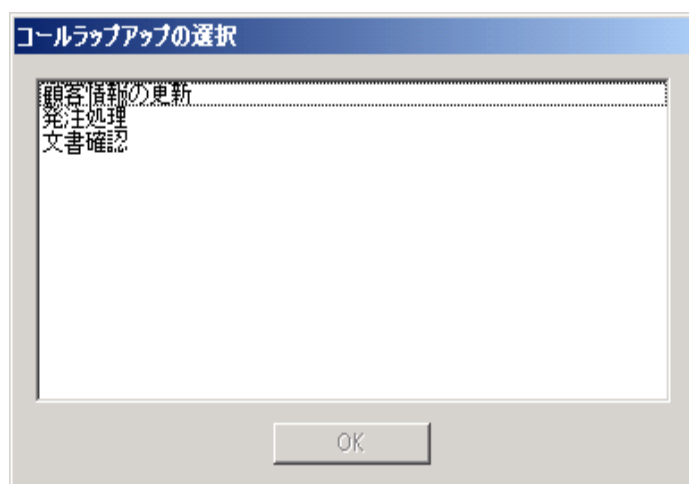 コールラップアップの選択
顧客情報の更新
発注処理
文書確認
OK